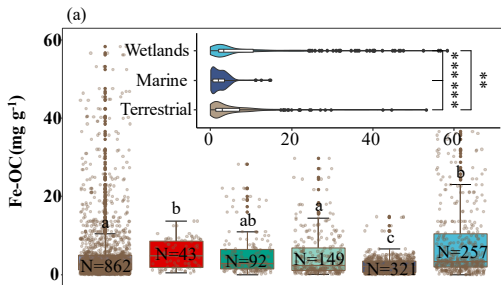 (a)
60
40
20
0
Fe-OC(mg g⁻¹)
Wetlands
Marine
Terrestrial
0
20
40
60
****
***
**
a
b
ab
a
c
b
N=862
N=43
N=92
N=149
N=321
N=257